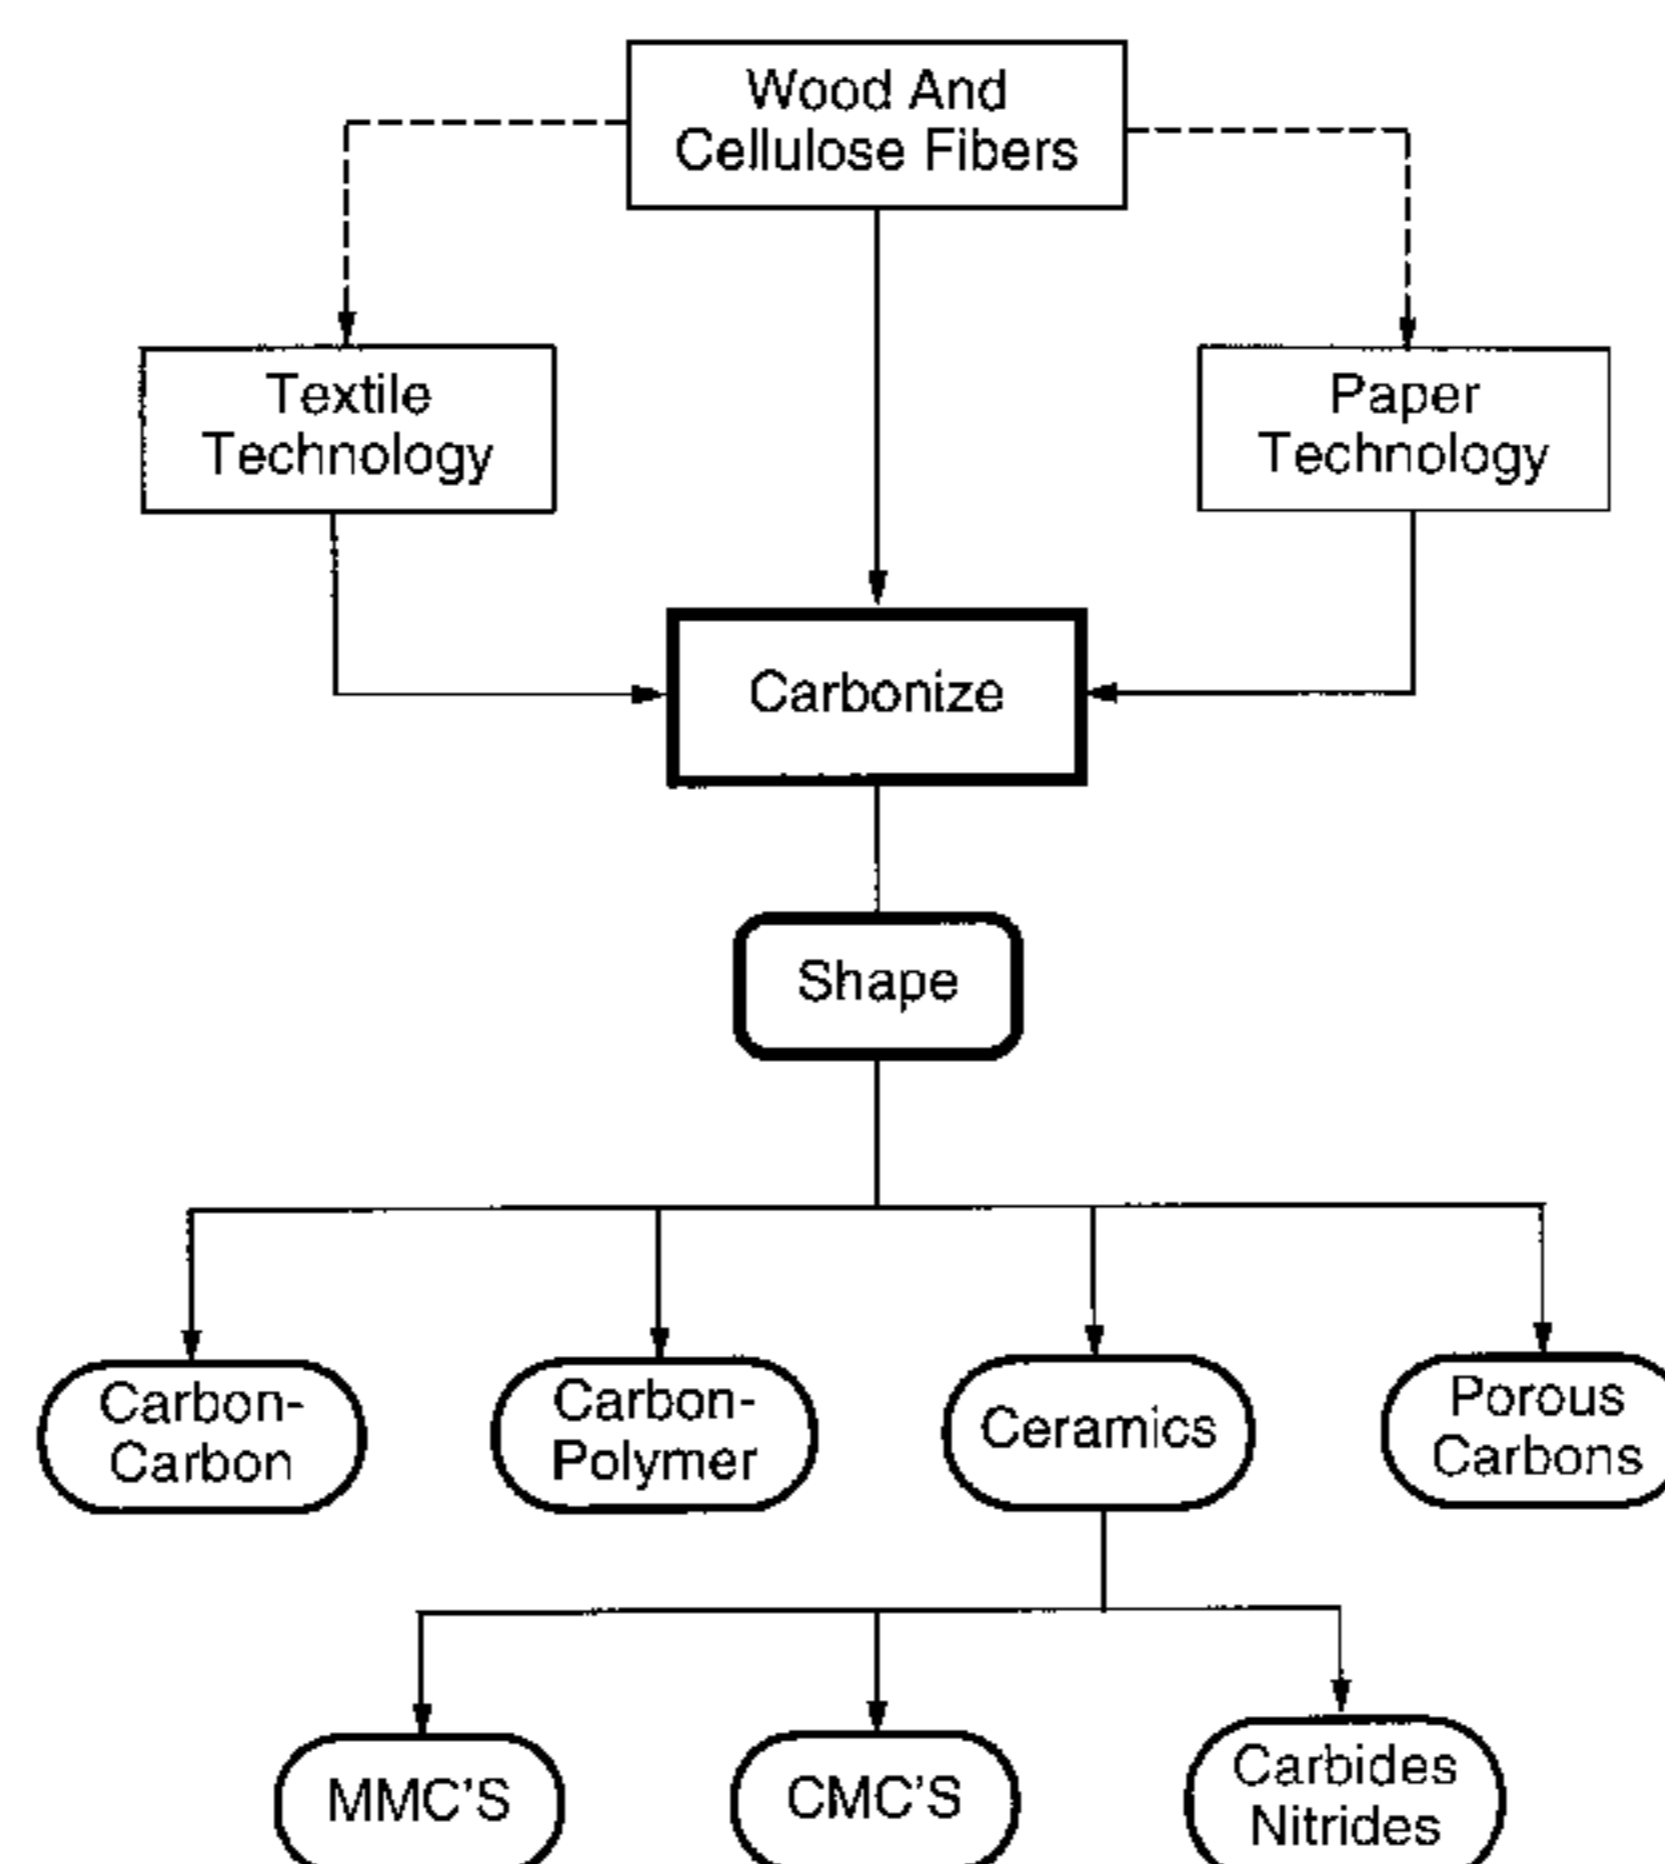 Wood And
Cellulose Fibers
Textile
Technology
Paper
Technology
Carbonize
Shape
Carbon-
Carbon
Carbon-
Polymer
Ceramics
Porous
Carbons
MMC'S
CMC'S
Carbides
Nitrides